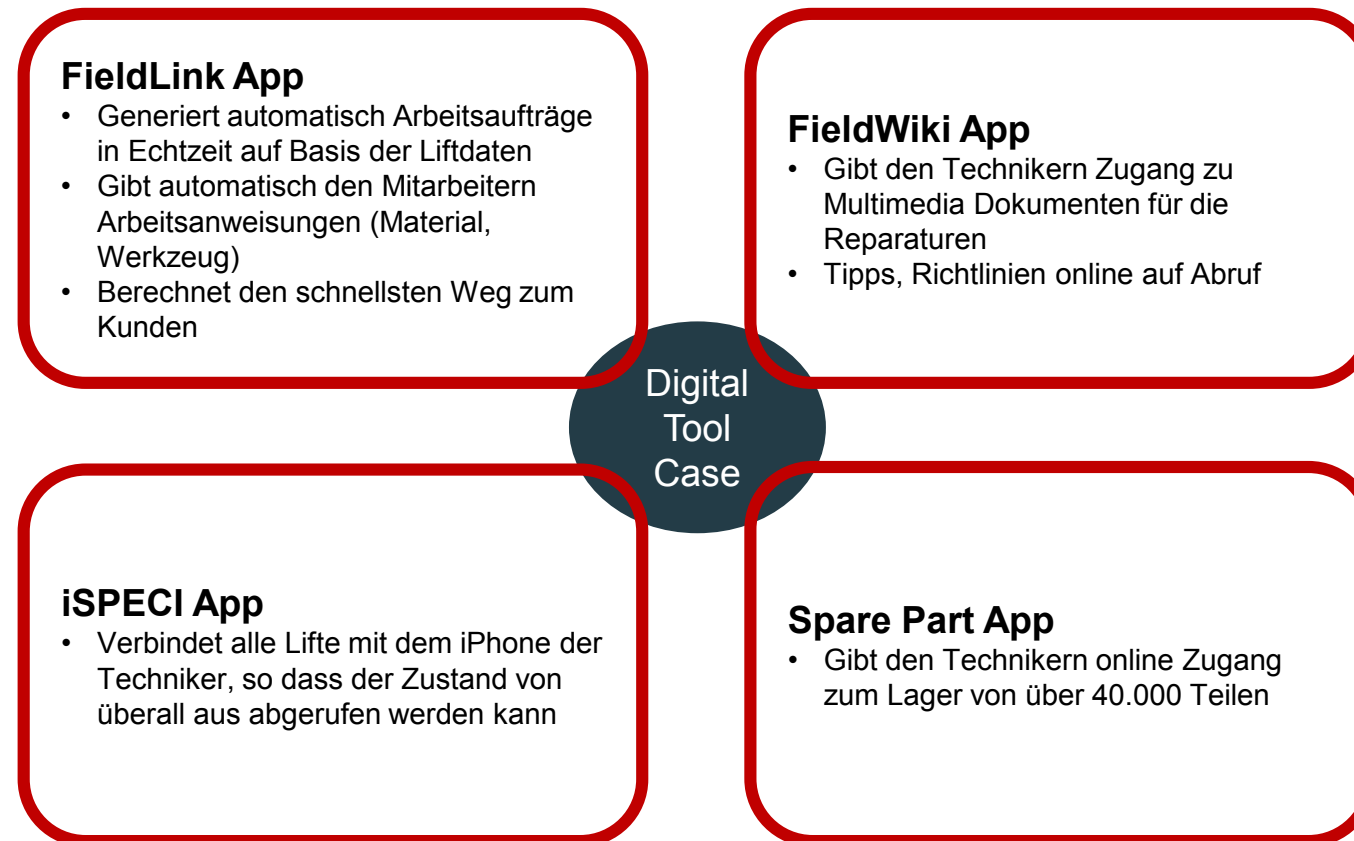 FieldLink App
• Generiert automatisch Arbeitsaufträge
in Echtzeit auf Basis der Liftdaten
• Gibt automatisch den Mitarbeitern
Arbeitsanweisungen (Material,
Werkzeug)
• Berechnet den schnellsten Weg zum
Kunden
FieldWiki App
• Gibt den Technikern Zugang zu
Multimedia Dokumenten für die
Reparaturen
• Tipps, Richtlinien online auf Abruf
Digital
Tool
Case
iSPECI App
• Verbindet alle Lifte mit dem iPhone der
Techniker, so dass der Zustand von
überall aus abgerufen werden kann
Spare Part App
• Gibt den Technikern online Zugang
zum Lager von über 40.000 Teilen